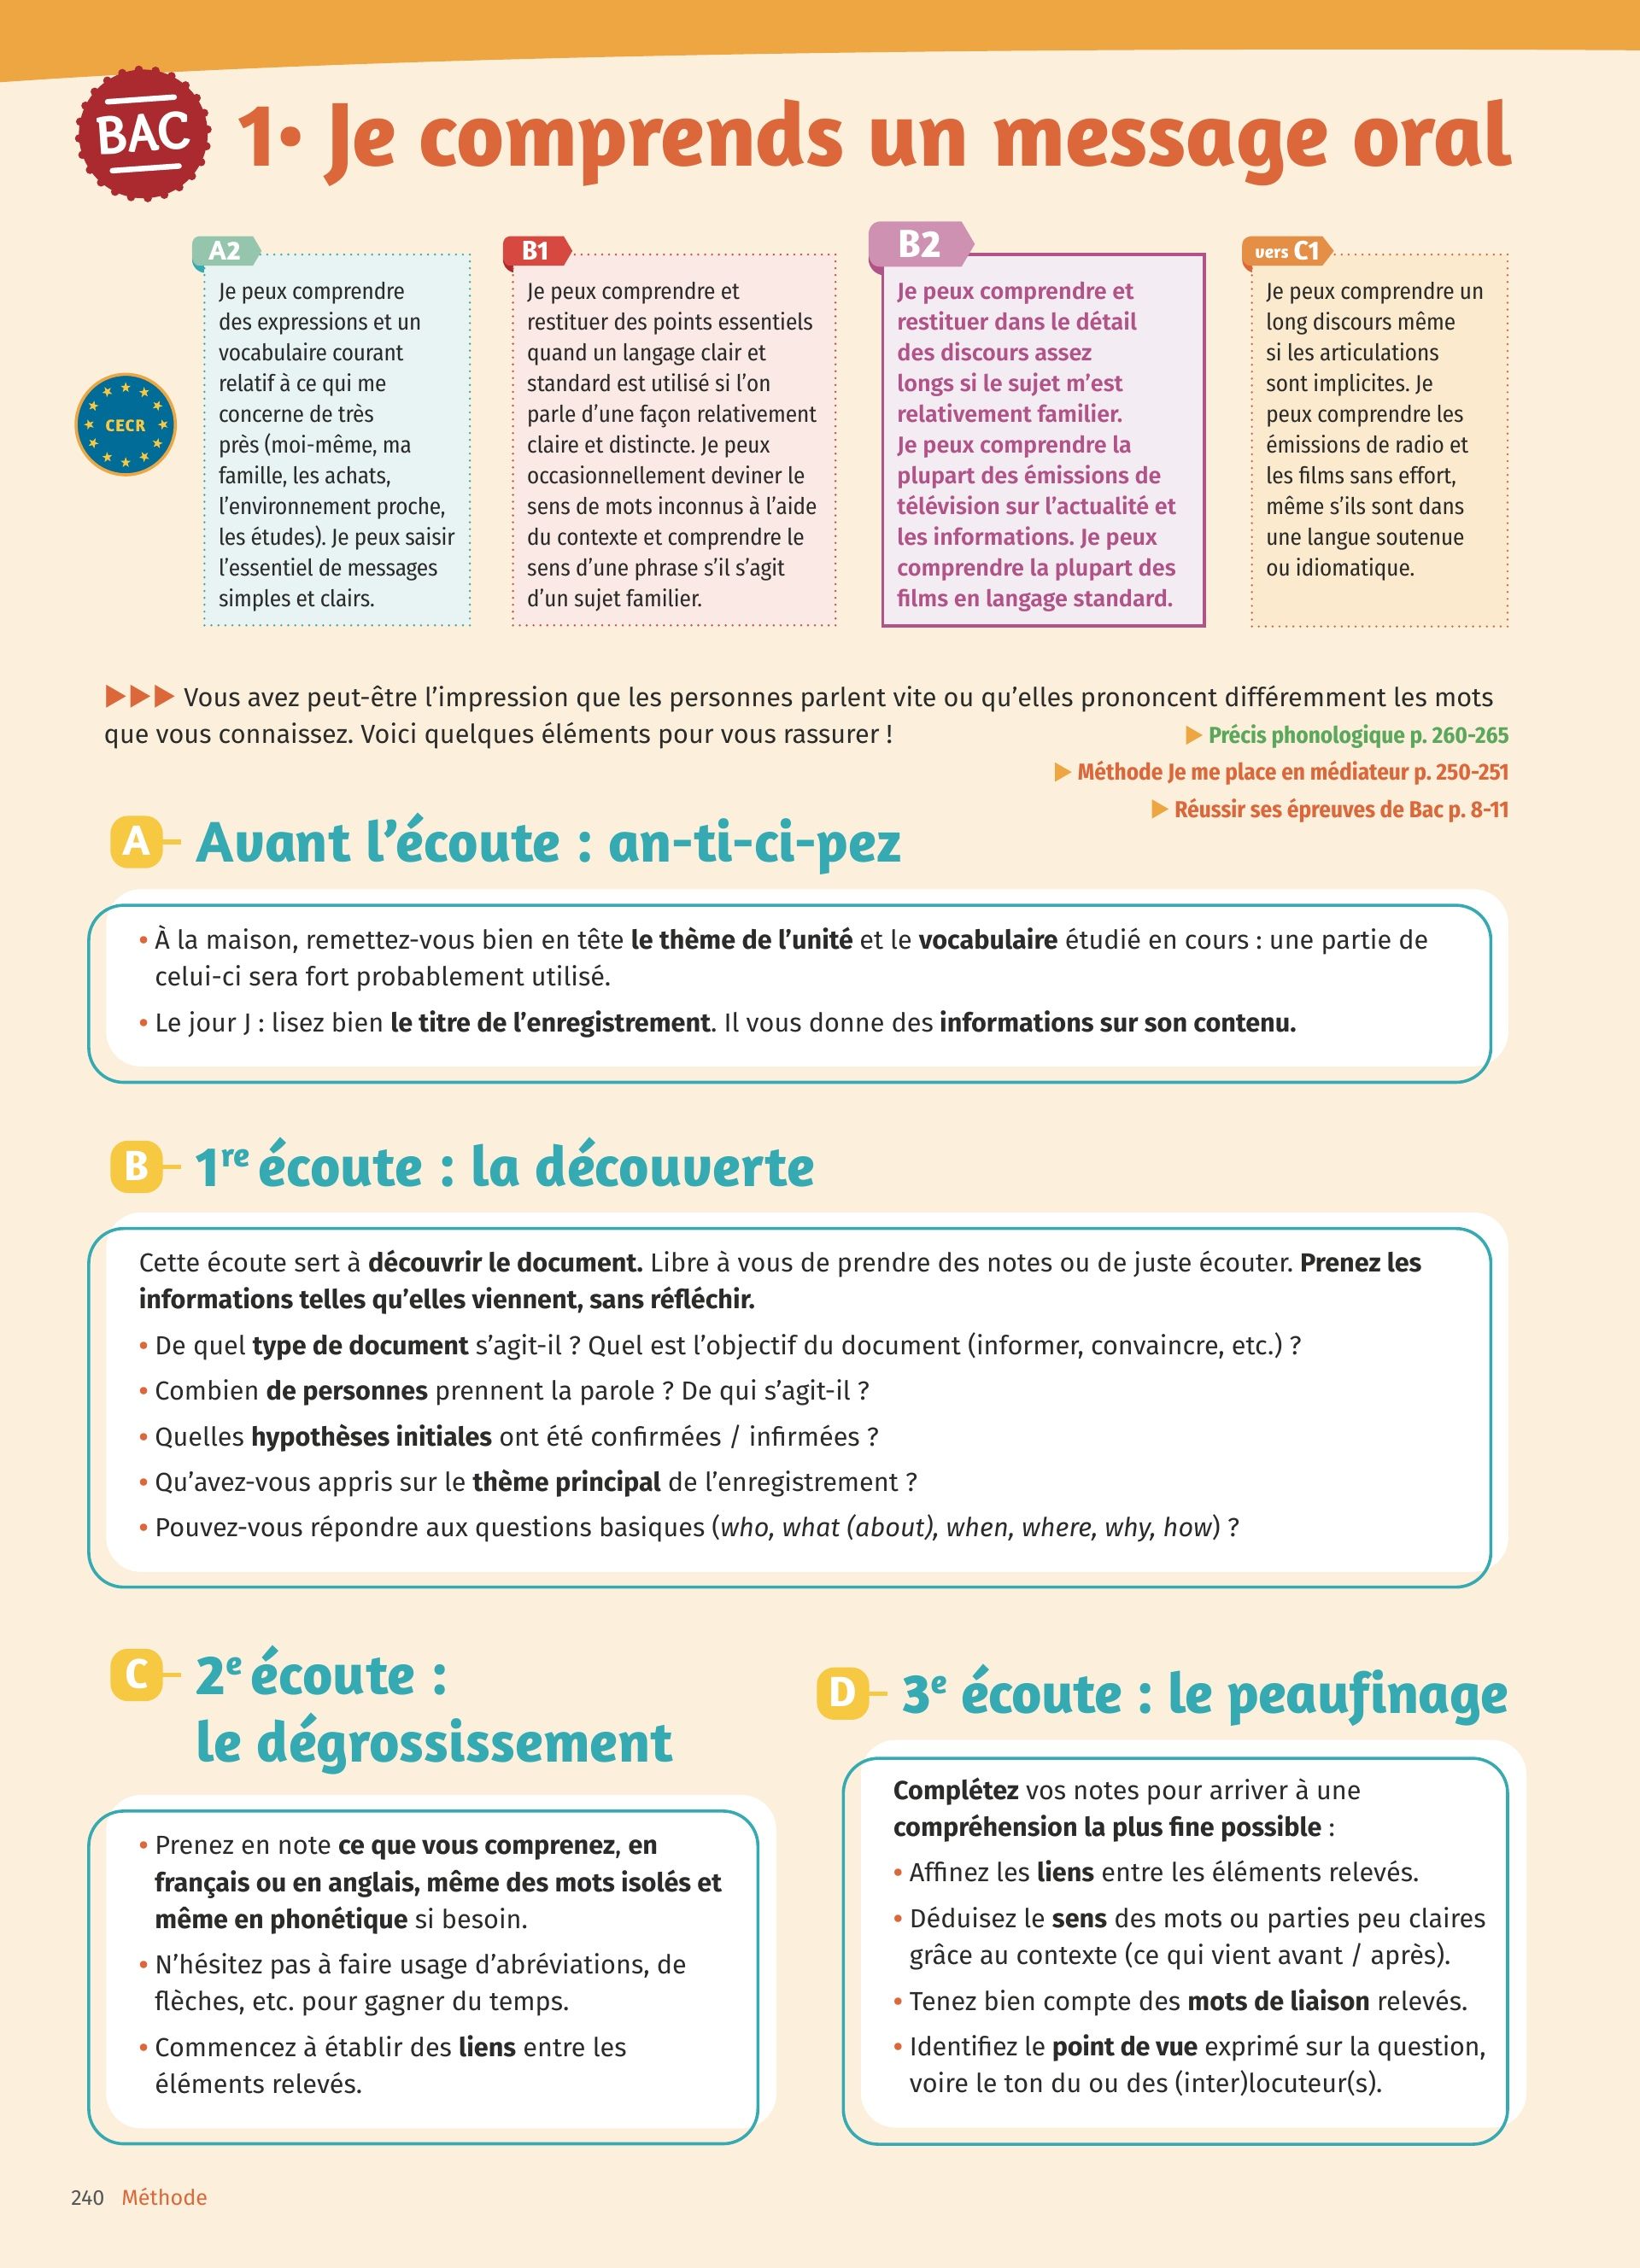 BAC
1• Je comprends un message oral
CECR
A2
Je peux comprendre
des expressions et un
vocabulaire courant
relatif à ce qui me
concerne de très
près (moi-même, ma
famille, les achats,
l'environnement proche,
les études). Je peux saisir
l'essentiel de messages
simples et clairs.
B1
Je peux comprendre et
restituer des points essentiels
quand un langage clair et
standard est utilisé si l'on
parle d'une façon relativement
claire et distincte. Je peux
occasionnellement deviner le
sens de mots inconnus à l'aide
du contexte et comprendre le
sens d'une phrase s'il s'agit
d'un sujet familier.
B2
Je peux comprendre et
restituer dans le détail
des discours assez
longs si le sujet m'est
relativement familier.
Je peux comprendre la
plupart des émissions de
télévision sur l'actualité et
les informations. Je peux
comprendre la plupart des
films en langage standard.
vers C1
Je peux comprendre un
long discours même
si les articulations
sont implicites. Je
peux comprendre les
émissions de radio et
les films sans effort,
même s'ils sont dans
une langue soutenue
ou idiomatique.
▶▶▶ Vous avez peut-être l'impression que les personnes parlent vite ou qu'elles prononcent différemment les mots
que vous connaissez. Voici quelques éléments pour vous rassurer !
▶ Précis phonologique p. 260-265
▶ Méthode Je me place en médiateur p. 250-251
▶ Réussir ses épreuves de Bac p. 8-11
A Avant l'écoute : an-ti-ci-pez
• À la maison, remettez-vous bien en tête le thème de l'unité et le vocabulaire étudié en cours : une partie de
celui-ci sera fort probablement utilisé.
• Le jour J : lisez bien le titre de l'enregistrement. Il vous donne des informations sur son contenu.
B 1re écoute : la découverte
Cette écoute sert à découvrir le document. Libre à vous de prendre des notes ou de juste écouter. Prenez les
informations telles qu'elles viennent, sans réfléchir.
• De quel type de document s'agit-il ? Quel est l'objectif du document (informer, convaincre, etc.) ?
• Combien de personnes prennent la parole ? De qui s'agit-il ?
• Quelles hypothèses initiales ont été confirmées / infirmées ?
• Qu'avez-vous appris sur le thème principal de l'enregistrement ?
• Pouvez-vous répondre aux questions basiques (who, what (about), when, where, why, how) ?
C 2e écoute :
le dégrossissement
• Prenez en note ce que vous comprenez, en
français ou en anglais, même des mots isolés et
même en phonétique si besoin.
• N'hésitez pas à faire usage d'abréviations, de
flèches, etc. pour gagner du temps.
• Commencez à établir des liens entre les
éléments relevés.
D 3e écoute : le peaufinage
Complétez vos notes pour arriver à une
compréhension la plus fine possible :
• Affinez les liens entre les éléments relevés.
• Déduisez le sens des mots ou parties peu claires
grâce au contexte (ce qui vient avant / après).
• Tenez bien compte des mots de liaison relevés.
• Identifiez le point de vue exprimé sur la question,
voire le ton du ou des (inter)locuteur(s).
240 Méthode